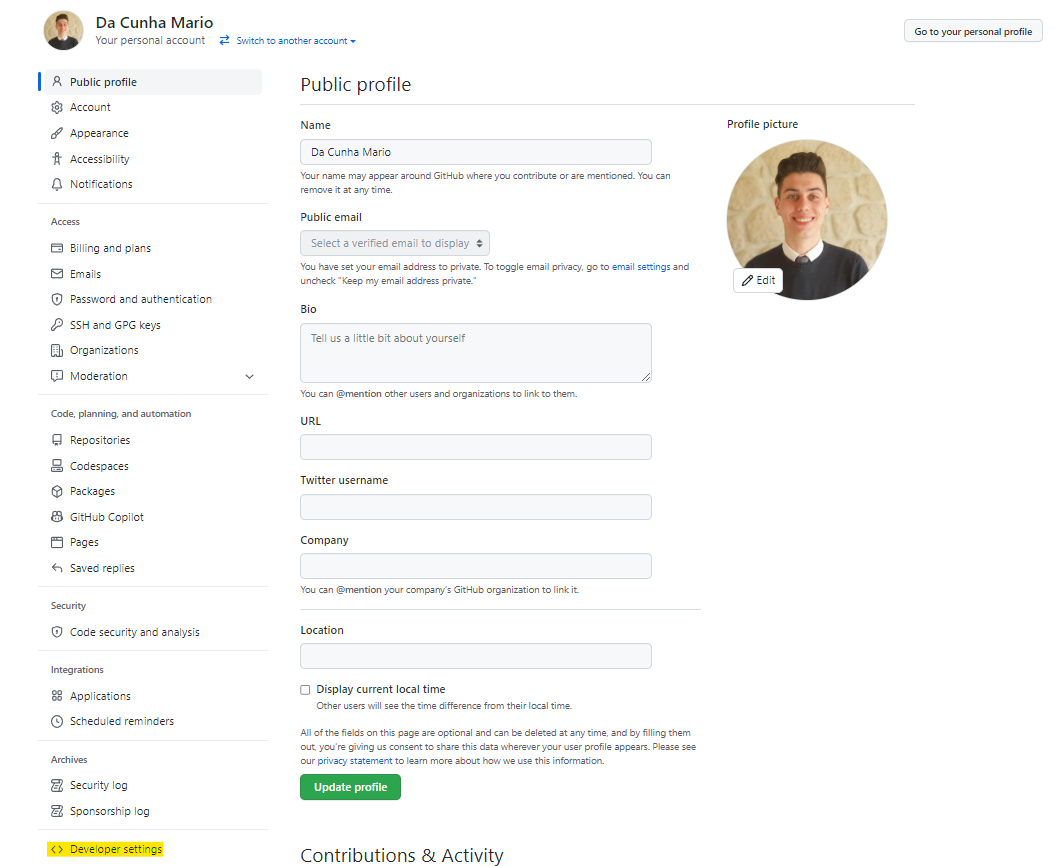 Da Cunha Mario
Your personal account
Switch to another account
Go to your personal profile
Public profile
Account
Appearance
Accessibility
Notifications
Access
Billing and plans
Emails
Password and authentication
SSH and GPG keys
Organizations
Moderation
Code, planning, and automation
Repositories
Codespaces
Packages
GitHub Copilot
Pages
Saved replies
Security
Code security and analysis
Integrations
Applications
Scheduled reminders
Archives
Security log
Sponsorship log
Developer settings
Public profile
Name
Da Cunha Mario
Your name may appear around GitHub where you contribute or are mentioned. You can
remove it at any time.
Public email
Select a verified email to display
You have set your email address to private. To toggle email privacy, go to email settings and
uncheck "Keep my email address private."
Bio
Tell us a little bit about yourself
You can @mention other users and organizations to link to them.
URL
Twitter username
Company
You can @mention your company's GitHub organization to link it.
Location
Display current local time
Other users will see the time difference from their local time.
All of the fields on this page are optional and can be deleted at any time, and by filling them
out, you're giving us consent to share this data wherever your user profile appears. Please see
our privacy statement to learn more about how we use this information.
Update profile
Contributions & Activity
Profile picture
Edit